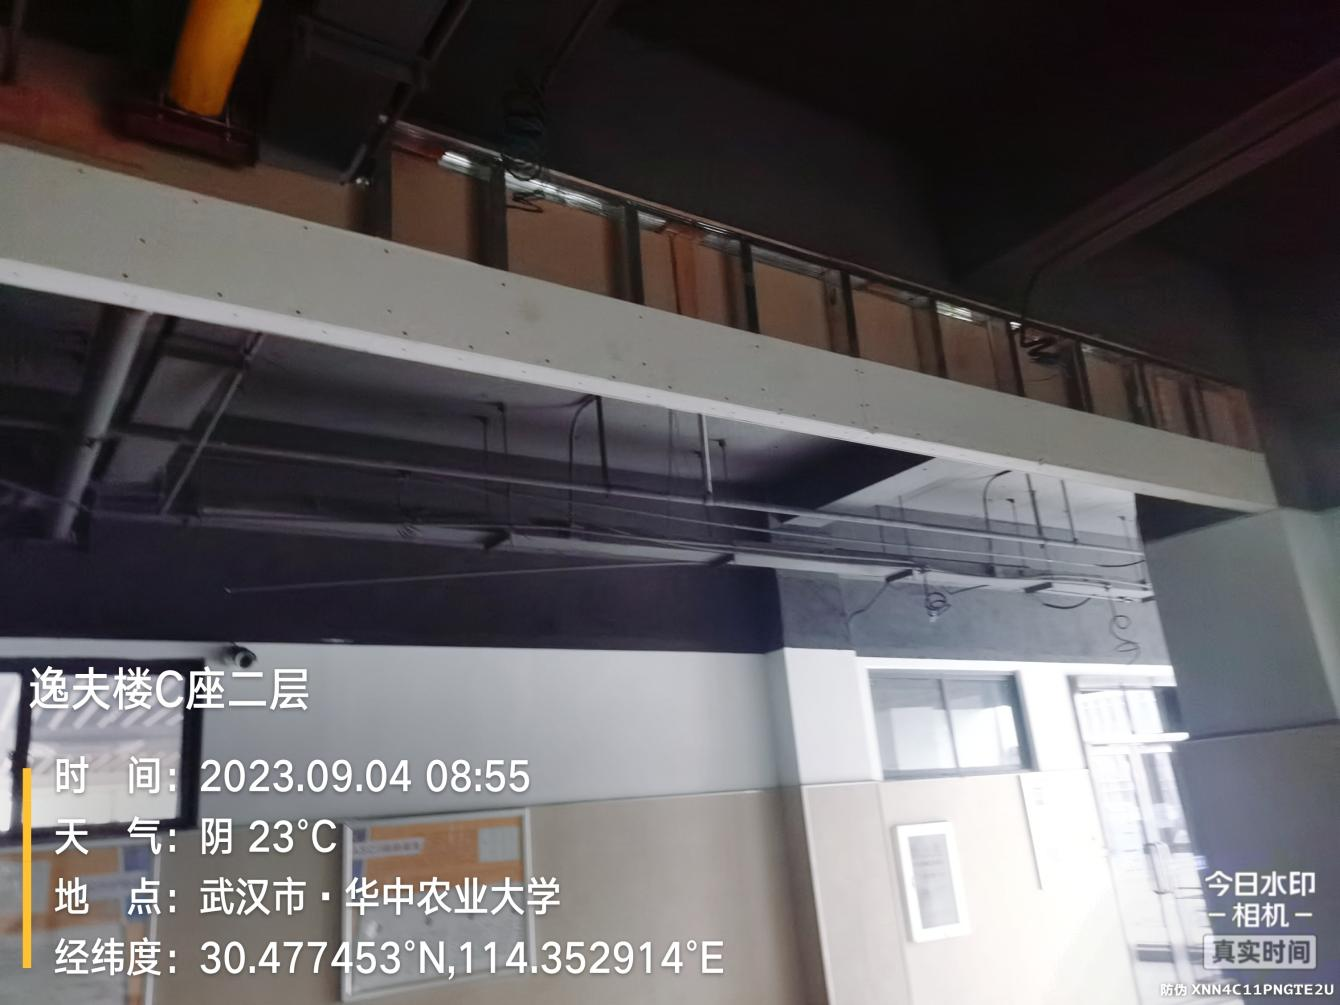 逸夫楼C座二层
时 间：2023.09.04 08:55
天 气：阴 23°C
地 点：武汉市·华中农业大学
经纬度：30.477453°N,114.352914°E
今日水印
相机
真实时间
防伪 XNN4C11PNGTE2U